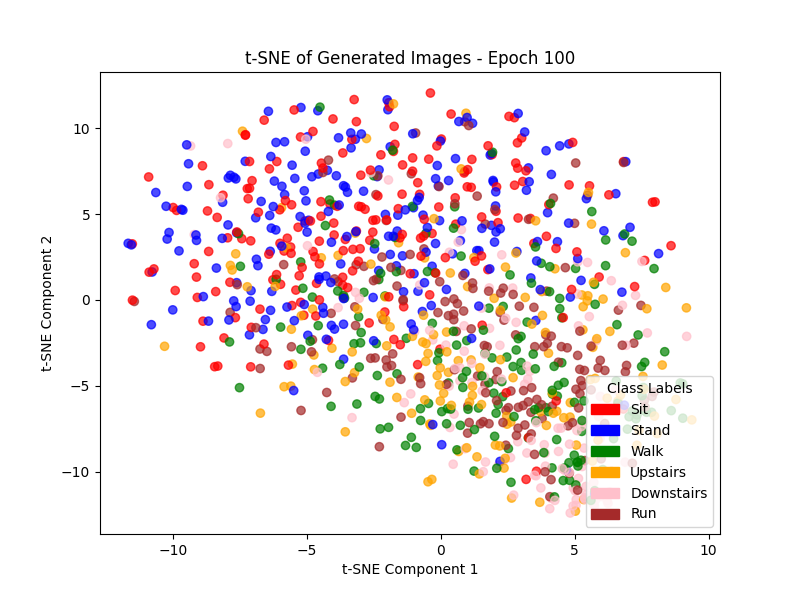 t-SNE of Generated Images - Epoch 100
t-SNE Component 2
10
5
0
−5
−10
−10
−5
0
5
10
t-SNE Component 1
Class Labels
Sit
Stand
Walk
Upstairs
Downstairs
Run